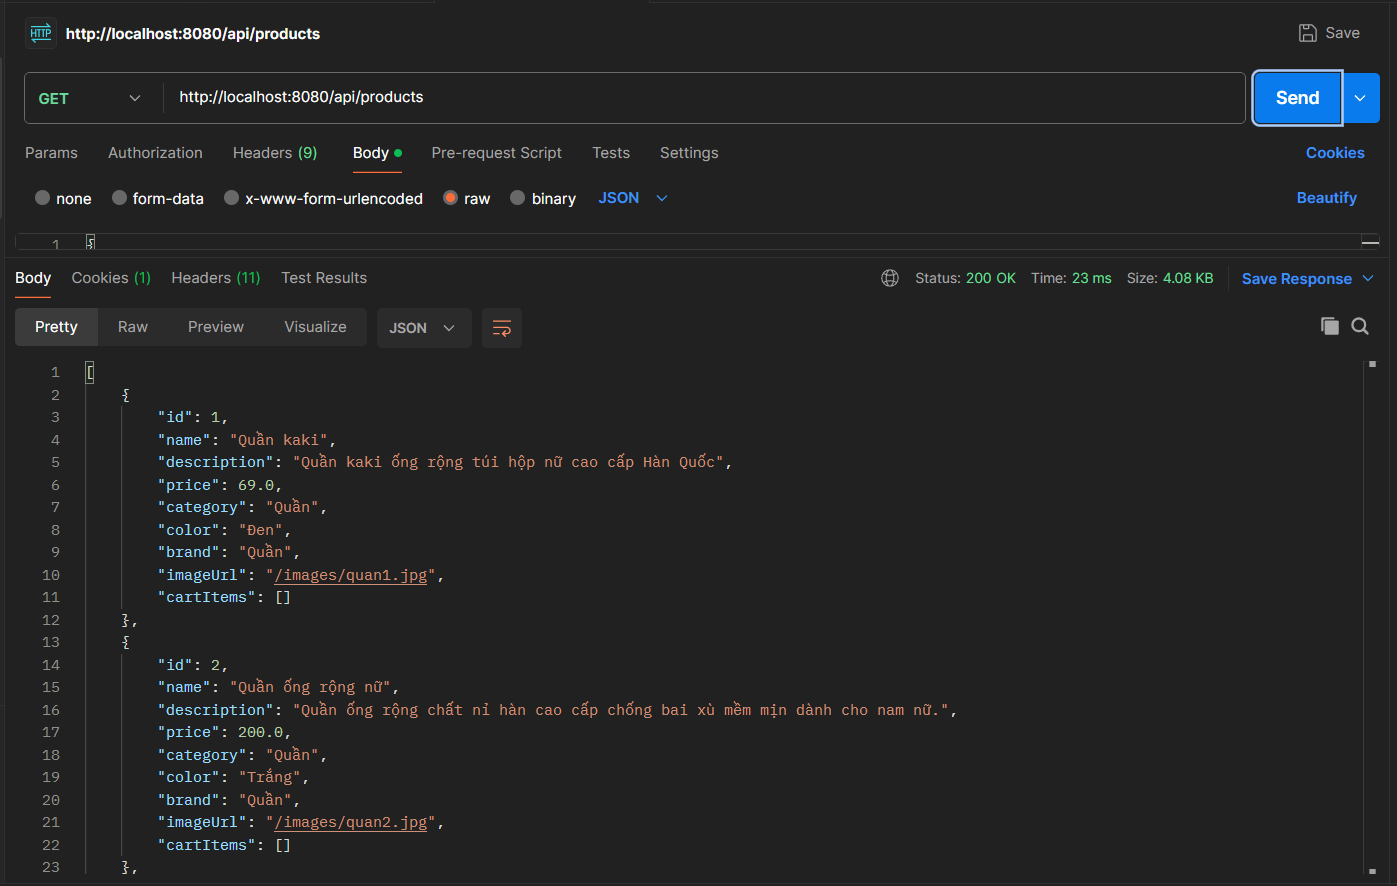 HTTP http://localhost:8080/api/products Save
GET http://localhost:8080/api/products Send
Params Authorization Headers (9) Body Pre-request Script Tests Settings Cookies
none form-data x-www-form-urlencoded raw binary JSON Beautify
1 {
Body Cookies (1) Headers (11) Test Results Status: 200 OK Time: 23 ms Size: 4.08 KB Save Response
Pretty Raw Preview Visualize JSON
1 [
2 {
3 "id": 1,
4 "name": "Quần kaki",
5 "description": "Quần kaki ống rộng túi hộp nữ cao cấp Hàn Quốc",
6 "price": 69.0,
7 "category": "Quần",
8 "color": "Đen",
9 "brand": "Quần",
10 "imageUrl": "/images/quan1.jpg",
11 "cartItems": []
12 },
13 {
14 "id": 2,
15 "name": "Quần ống rộng nữ",
16 "description": "Quần ống rộng chất nỉ hàn cao cấp chống bai xù mềm mịn dành cho nam nữ.",
17 "price": 200.0,
18 "category": "Quần",
19 "color": "Trắng",
20 "brand": "Quần",
21 "imageUrl": "/images/quan2.jpg",
22 "cartItems": []
23 },